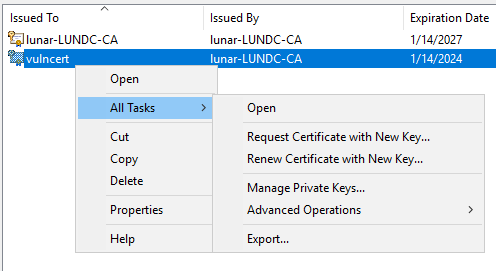 Issued To Issued By Expiration Date
lunar-LUNDC-CA lunar-LUNDC-CA 1/14/2027
vulncert lunar-LUNDC-CA 1/14/2024
Open
All Tasks
Cut
Copy
Delete
Properties
Help
Open
Request Certificate with New Key...
Renew Certificate with New Key...
Manage Private Keys...
Advanced Operations
Export...